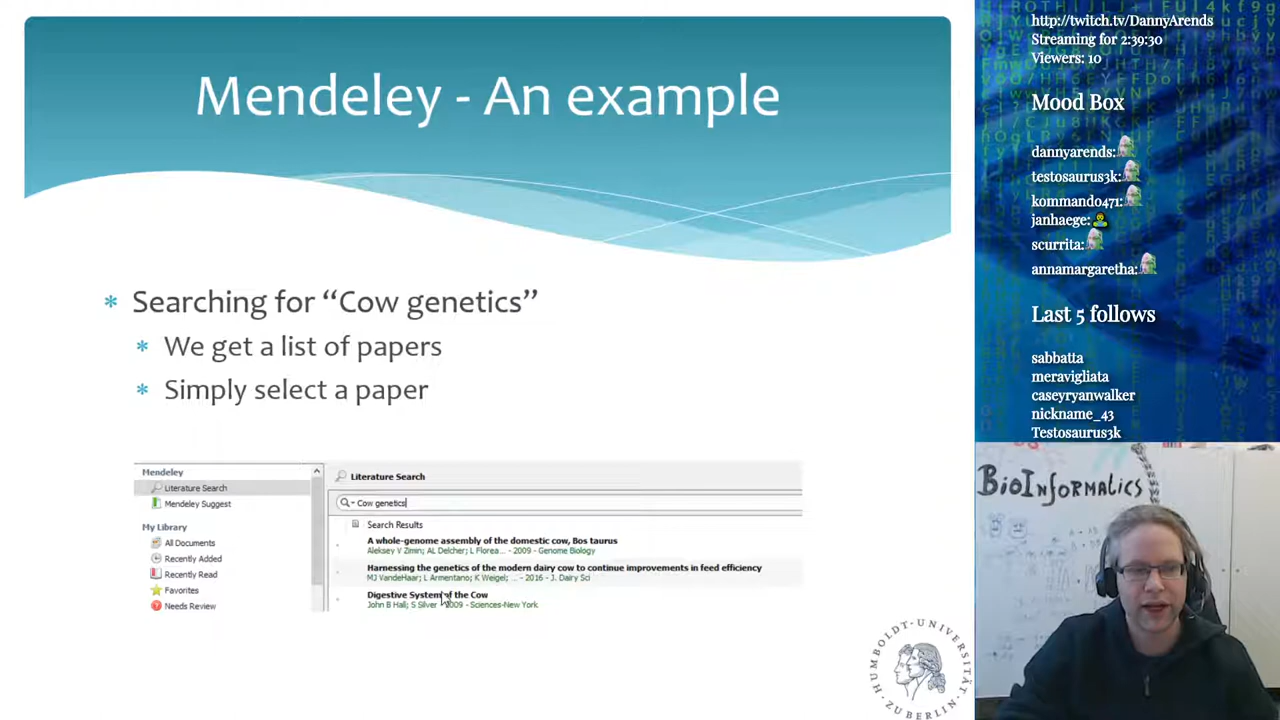 Mendeley - An example
Searching for “Cow genetics”
We get a list of papers
Simply select a paper
Mendeley
Literature Search
Mendeley Suggest
My Library
All Documents
Recently Added
Recently Read
Favorites
Needs Review
Literature Search
Cow genetics
Search Results
A whole-genome assembly of the domestic cow, Bos taurus
Aleksey V Zimin; AL Delcher; L Florea... - 2009 - Genome Biology
Harnessing the genetics of the modern dairy cow to continue improvements in feed efficiency
MJ VandeHaar; L Armentano; K Weigel; ... - 2016 - J. Dairy Sci
Digestive System of the Cow
John B Hall; S Silver - 2009 - Sciences-New York
HUMBOLDT-UNIVERSITÄT
ZU BERLIN
http://twitch.tv/DannyArends
Streaming for 2:39:30
Viewers: 10
Mood Box
dannyarends:
testosaurus3k:
kommando471:
janhaege:
scurrita:
annamargaretha:
Last 5 follows
sabbatta
meravigliata
caseyryanwalker
nickname_43
Testosaurus3k
BioInformatics